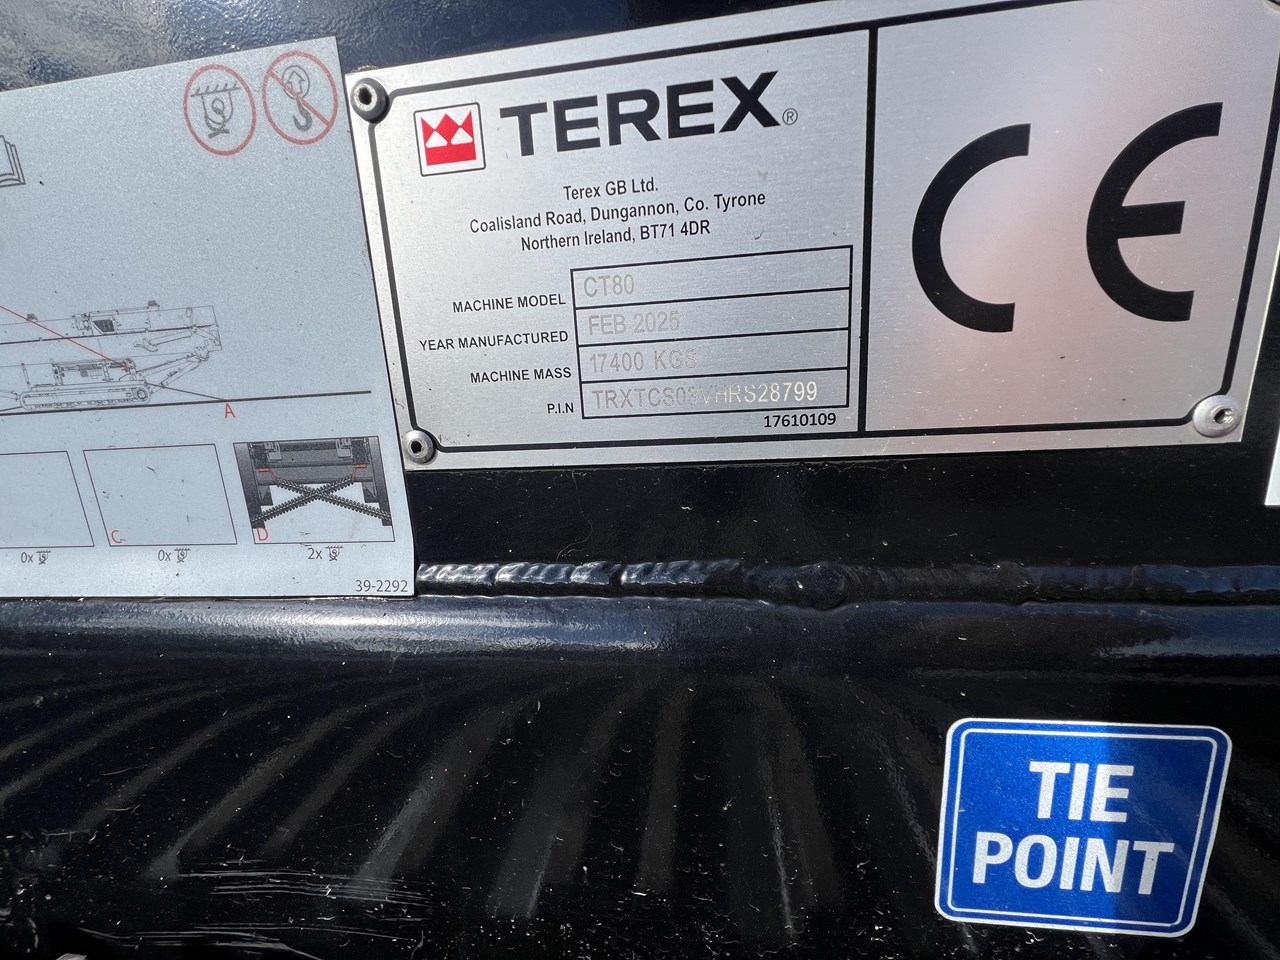 TEREX®
Terex GB Ltd.
Coalisland Road, Dungannon, Co. Tyrone
Northern Ireland, BT71 4DR
MACHINE MODEL CT80
YEAR MANUFACTURED FEB 2025
MACHINE MASS 17400 KGS
P.I.N
17610109
CE
A
C
D
0x
0x
2x
39-2292
TIE
POINT